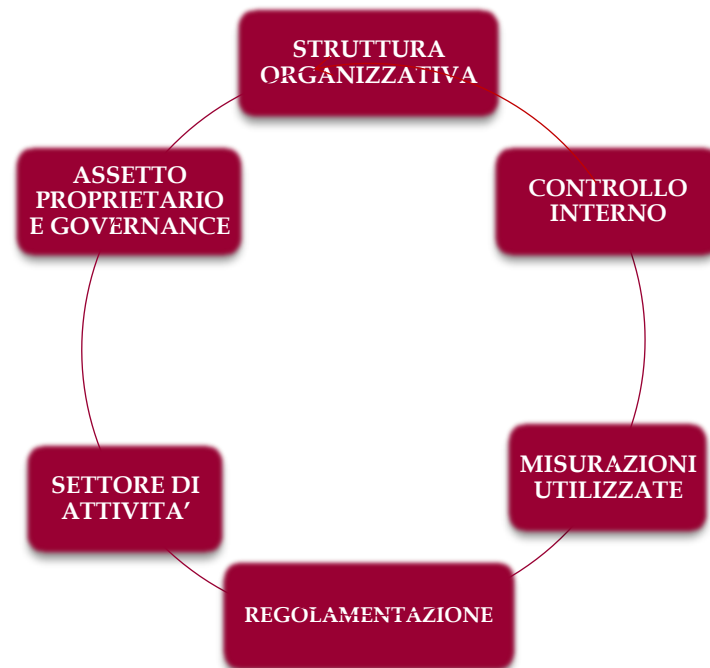 STRUTTURA
ORGANIZZATIVA
CONTROLLO
INTERNO
MISURAZIONI
UTILIZZATE
REGOLAMENTAZIONE
SETTORE DI
ATTIVITA’
ASSETTO
PROPRIETARIO
E GOVERNANCE